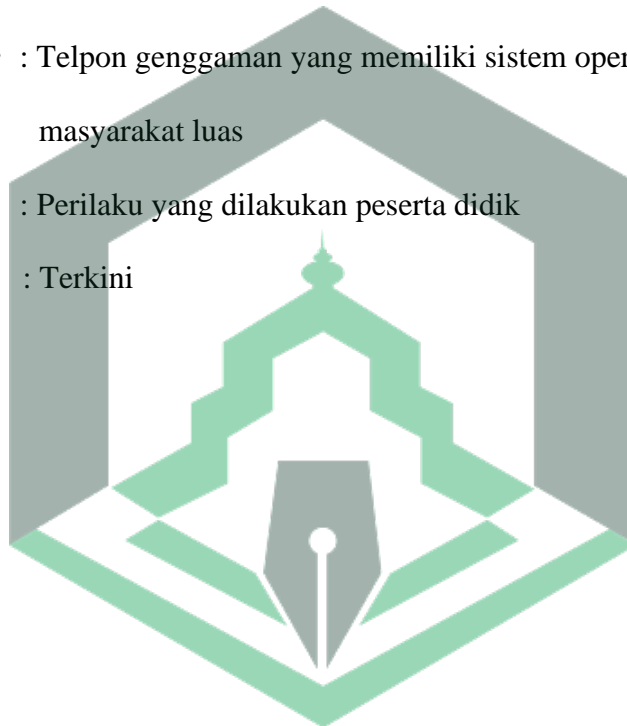 : Telpon genggaman yang memiliki sistem oper
masyarakat luas
: Perilaku yang dilakukan peserta didik
: Terkini